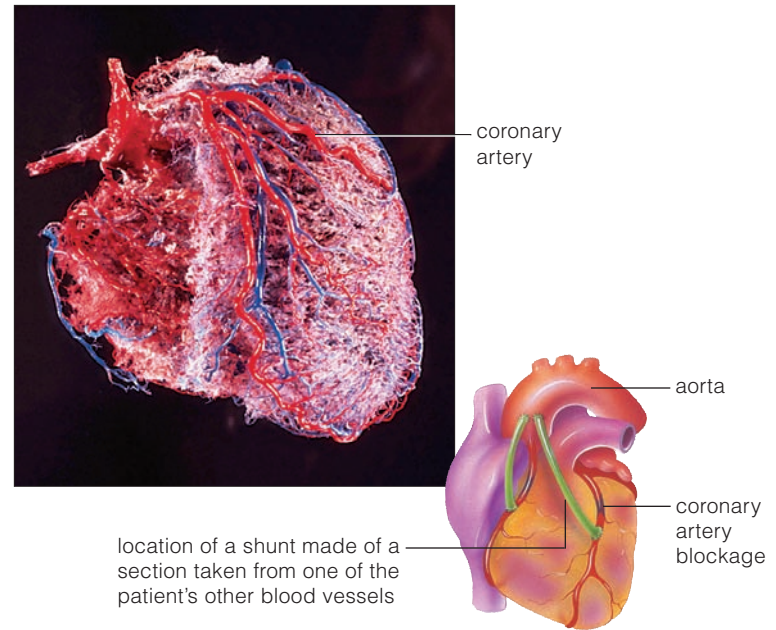 coronary
artery
aorta
coronary
artery
blockage
location of a shunt made of a
section taken from one of the
patient's other blood vessels